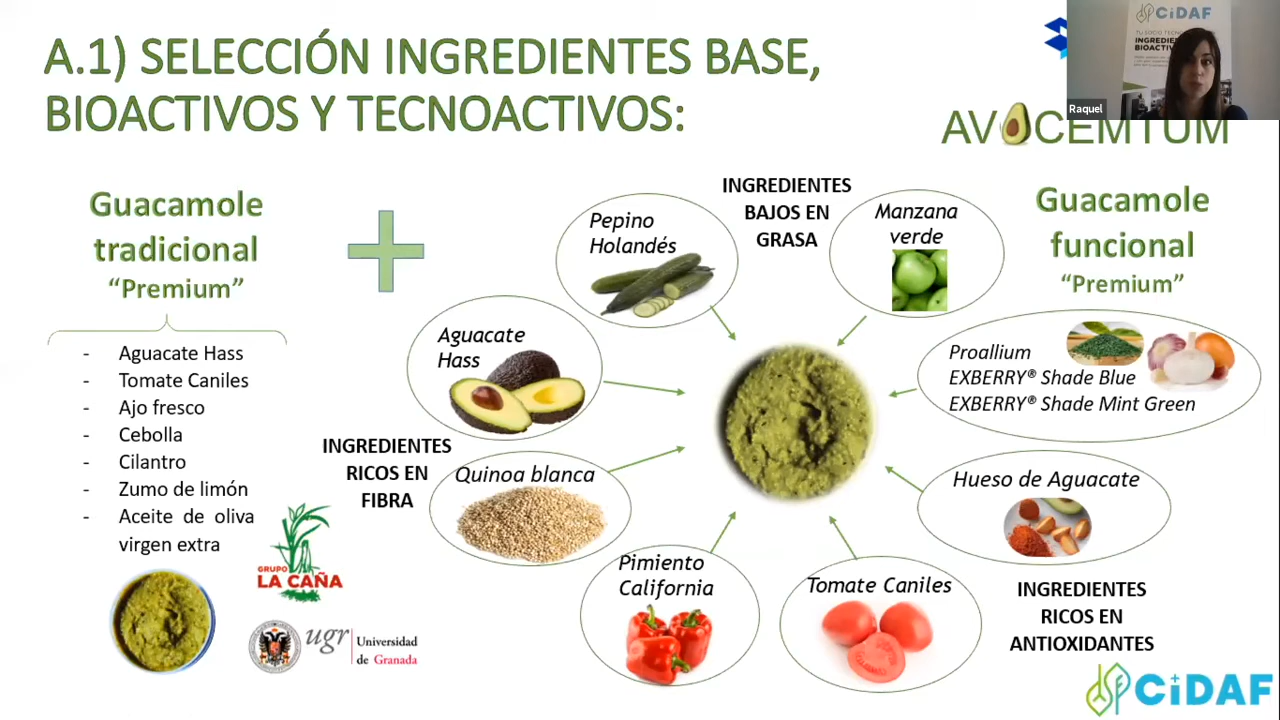 A.1) SELECCIÓN INGREDIENTES BASE,
BIOACTIVOS Y TECNOACTIVOS:
CiDAF
INGREDIE
BIOACTIV
Raquel
AVOCEMTUM
Guacamole
tradicional
“Premium”
- Aguacate Hass
- Tomate Caniles
- Ajo fresco
- Cebolla
- Cilantro
- Zumo de limón
- Aceite de oliva
virgen extra
GRUPO
LA CAÑA
ugr
Universidad
de Granada
INGREDIENTES
BAJOS EN
GRASA
Pepino
Holandés
Manzana
verde
Aguacate
Hass
INGREDIENTES
RICOS EN
FIBRA
Quinoa blanca
Pimiento
California
Tomate Caniles
Guacamole
funcional
“Premium”
Proallium
EXBERRY® Shade Blue
EXBERRY® Shade Mint Green
Hueso de Aguacate
INGREDIENTES
RICOS EN
ANTIOXIDANTES
CiDAF